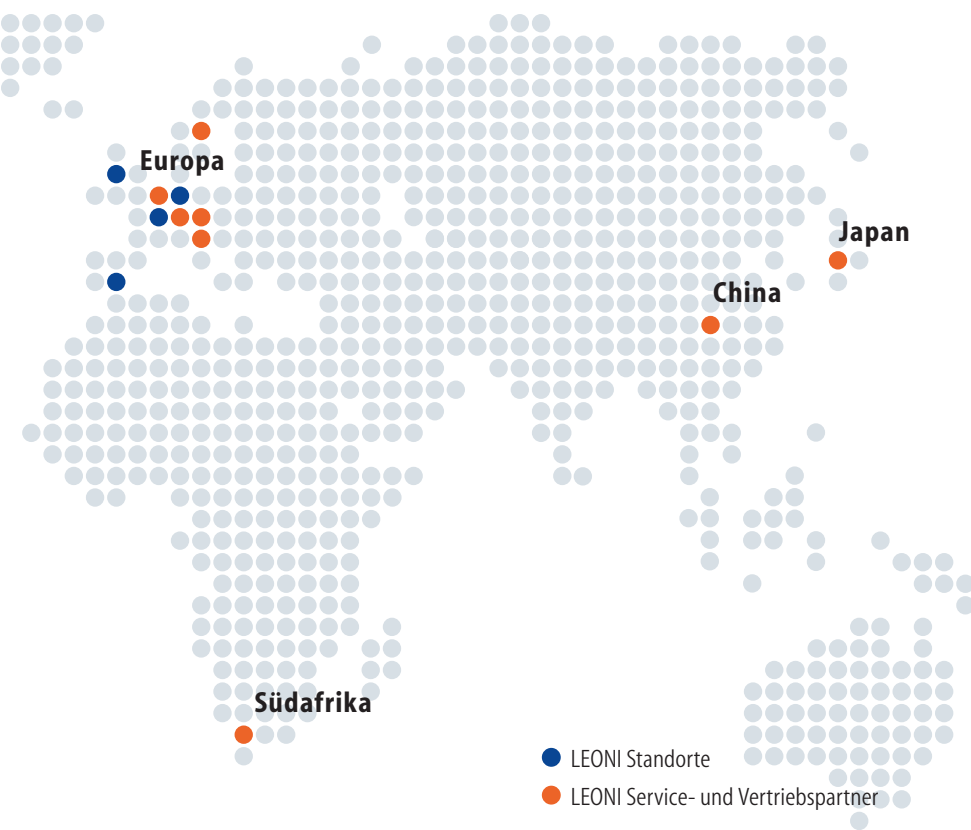 Europa
Japan
China
Südafrika
LEONI Standorte
LEONI Service- und Vertriebspartner